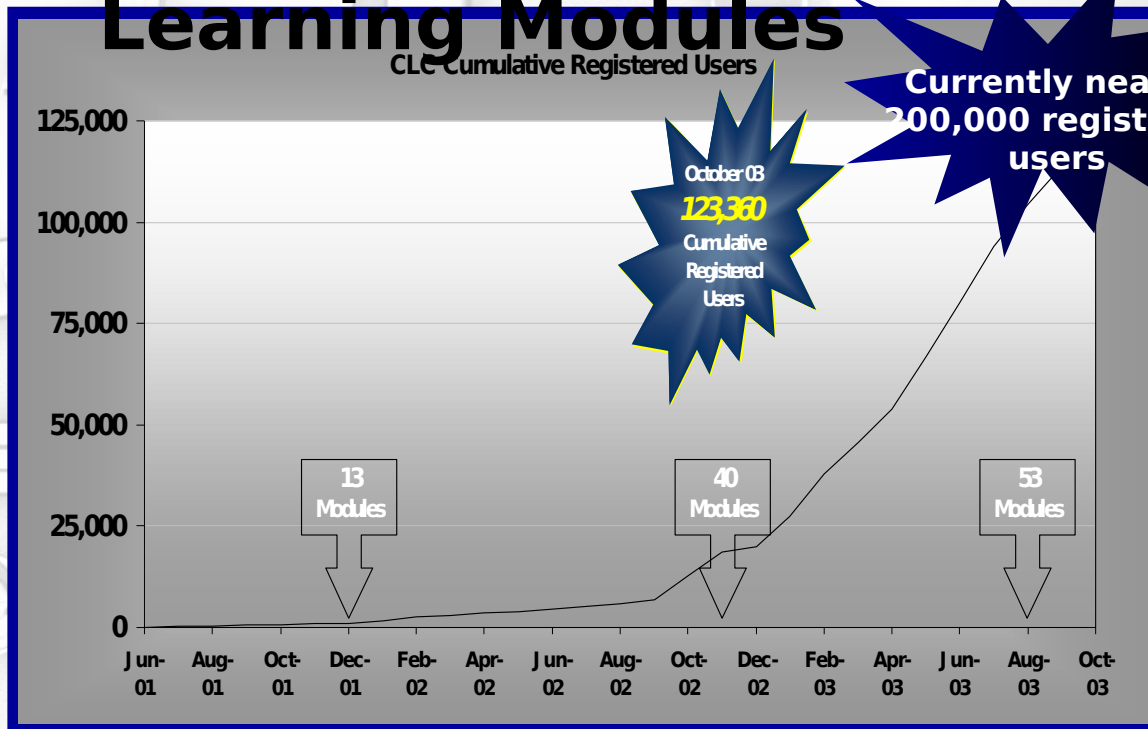 Learning Modules
CLC Cumulative Registered Users
Currently
200,000
users
October 03
123,360
Cumulative
Registered
Users
125,000
100,000
75,000
50,000
25,000
0
13
Modules
40
Modules
53
Modules
Jun-
01
Aug-
01
Oct-
01
Dec-
01
Feb-
02
Apr-
02
Jun-
02
Aug-
02
Oct-
02
Dec-
02
Feb-
03
Apr-
03
Jun-
03
Aug-
03
Oct-
03